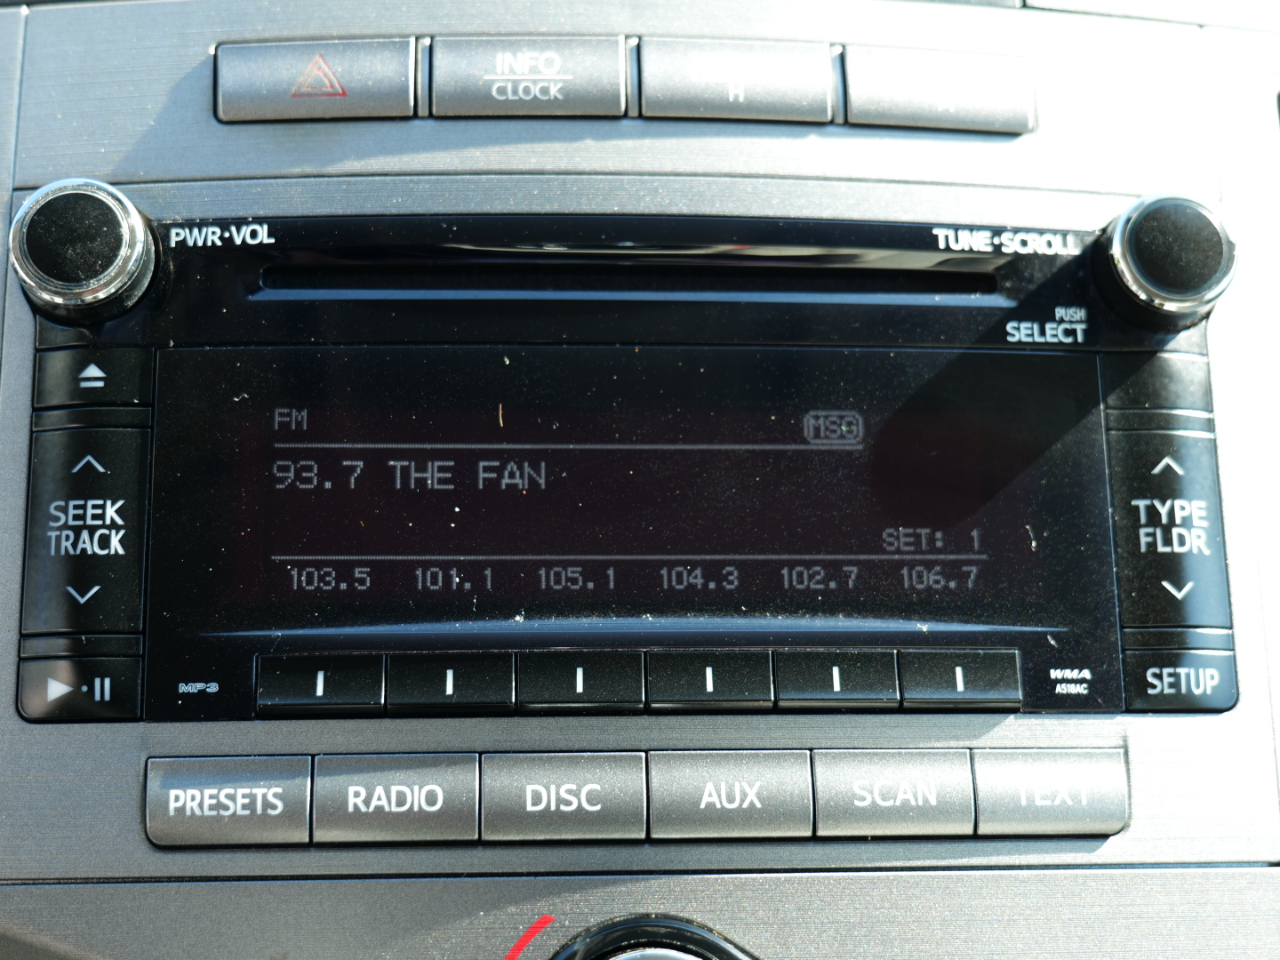 INFO
CLOCK
PWR·VOL
TUNE·SCROLL
PUSH
SELECT
FM
MSG
93.7 THE FAN
SET: 1
103.5 101.1 105.1 104.3 102.7 106.7
SEEK
TRACK
TYPE
FLDR
MP3
WMA
A518AC
SETUP
PRESETS RADIO DISC AUX SCAN TEXT